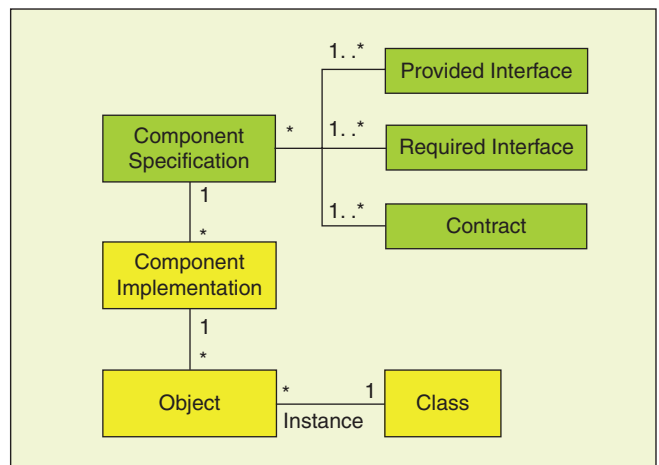 1. .*
Provided Interface
Component
Specification
*
1. .*
Required Interface
1
1. .*
Contract
*
Component
Implementation
1
*
Object
*
1
Instance
Class